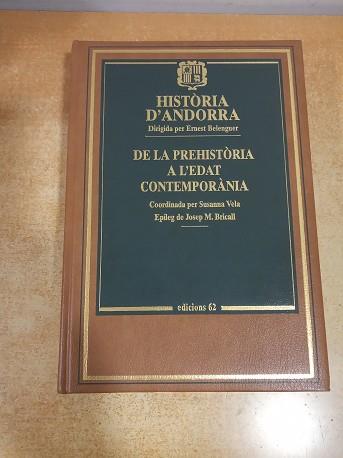 HISTÒRIA
D'ANDORRA
Dirigida per Ernest Belenguer
DE LA PREHISTÒRIA
A L'EDAT
CONTEMPORÀNIA
Coordinada per Susanna Vela
Epíleg de Josep M. Bricall
edicions 62